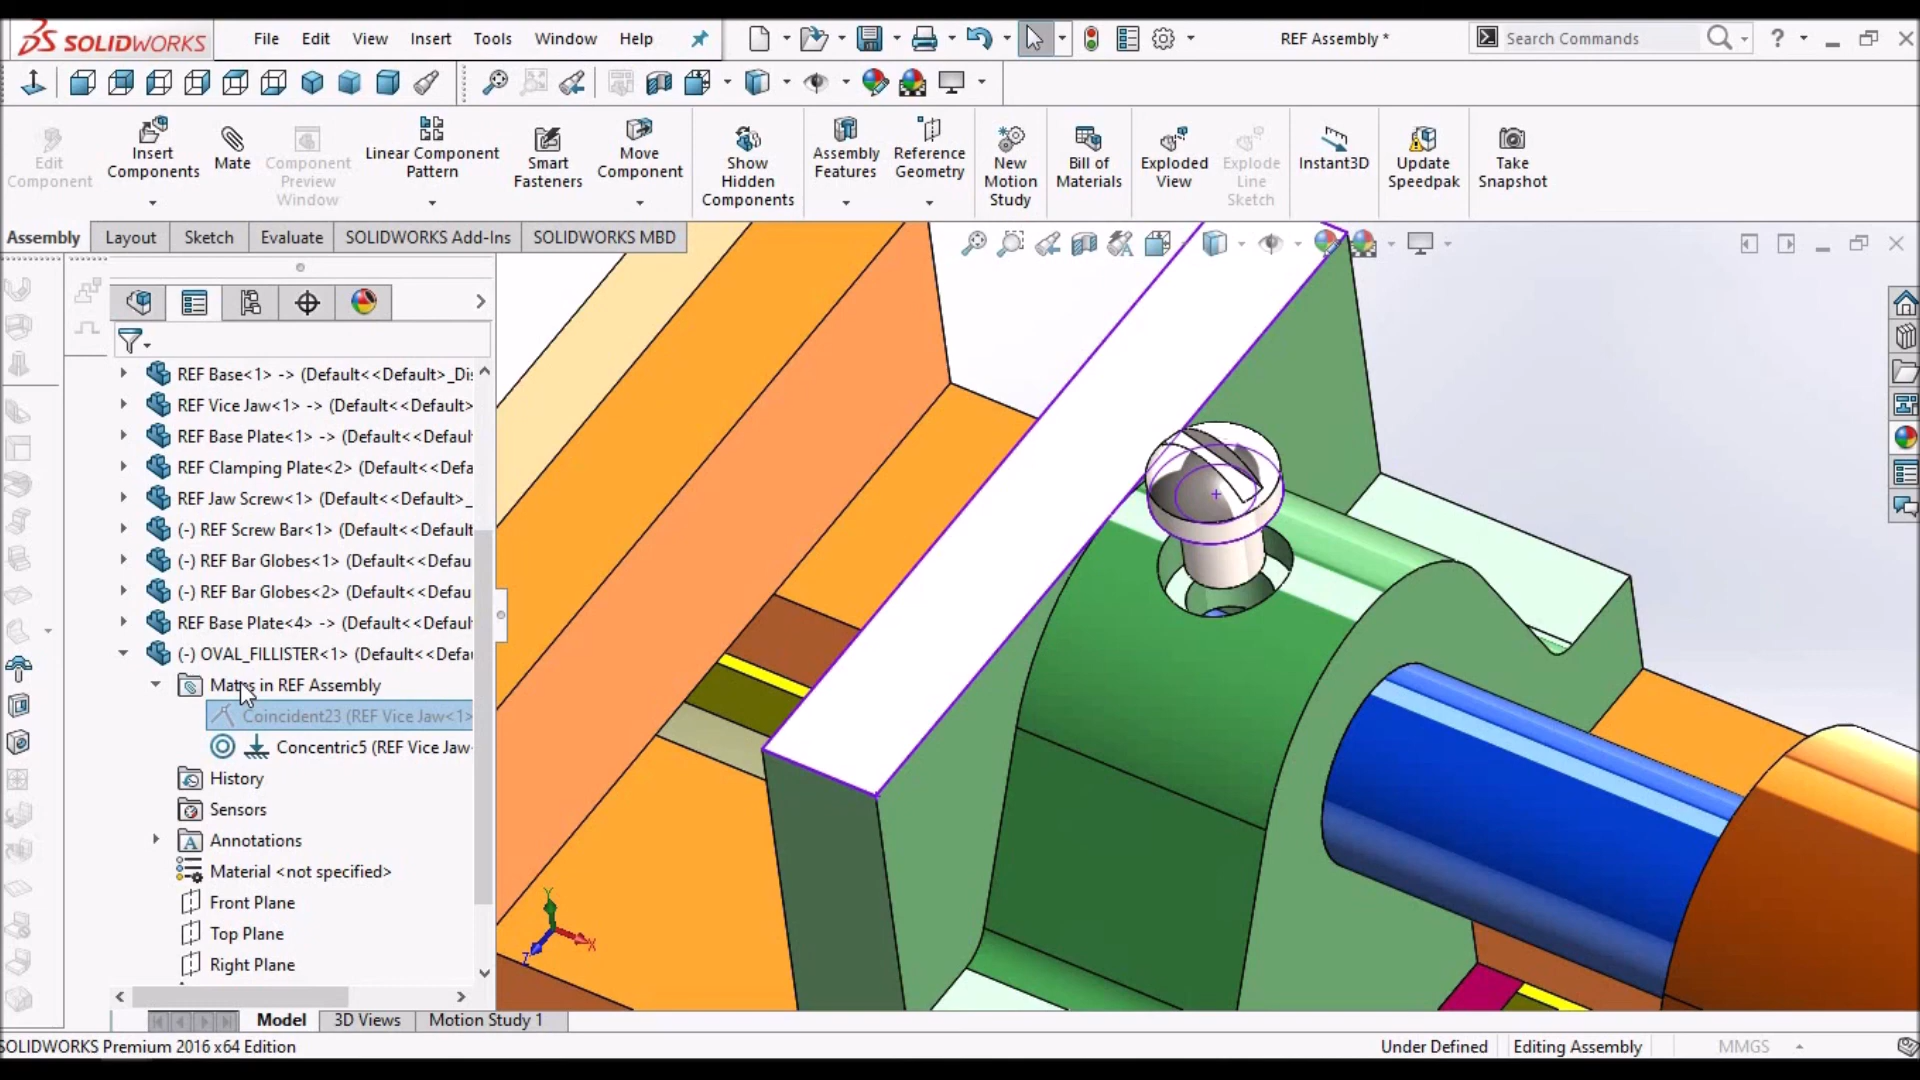 SOLIDWORKS
File Edit View Insert Tools Window Help
REF Assembly *
Search Commands
?
Edit Component
Insert Components
Mate
Component Preview Window
Linear Component Pattern
Smart Fasteners
Move Component
Show Hidden Components
Assembly Features
Reference Geometry
New Motion Study
Bill of Materials
Exploded View
Explode Line Sketch
Instant3D
Update Speedpak
Take Snapshot
Assembly Layout Sketch Evaluate SOLIDWORKS Add-Ins SOLIDWORKS MBD
REF Base<1> -> (Default<<Default>_Dis
REF Vice Jaw<1> -> (Default<<Default>
REF Base Plate<1> -> (Default<<Defaul
REF Clamping Plate<2> (Default<<Defa
REF Jaw Screw<1> (Default<<Default>_
(-) REF Screw Bar<1> (Default<<Default
(-) REF Bar Globes<1> (Default<<Defau
(-) REF Bar Globes<2> (Default<<Defau
REF Base Plate<4> -> (Default<<Defaul
(-) OVAL_FILLISTER<1> (Default<<Defau
Mates in REF Assembly
Coincident23 (REF Vice Jaw<1>
Concentric5 (REF Vice Jaw
History
Sensors
Annotations
Material <not specified>
Front Plane
Top Plane
Right Plane
Y
X
Z
Model 3D Views Motion Study 1
SOLIDWORKS Premium 2016 x64 Edition
Under Defined Editing Assembly MMGS